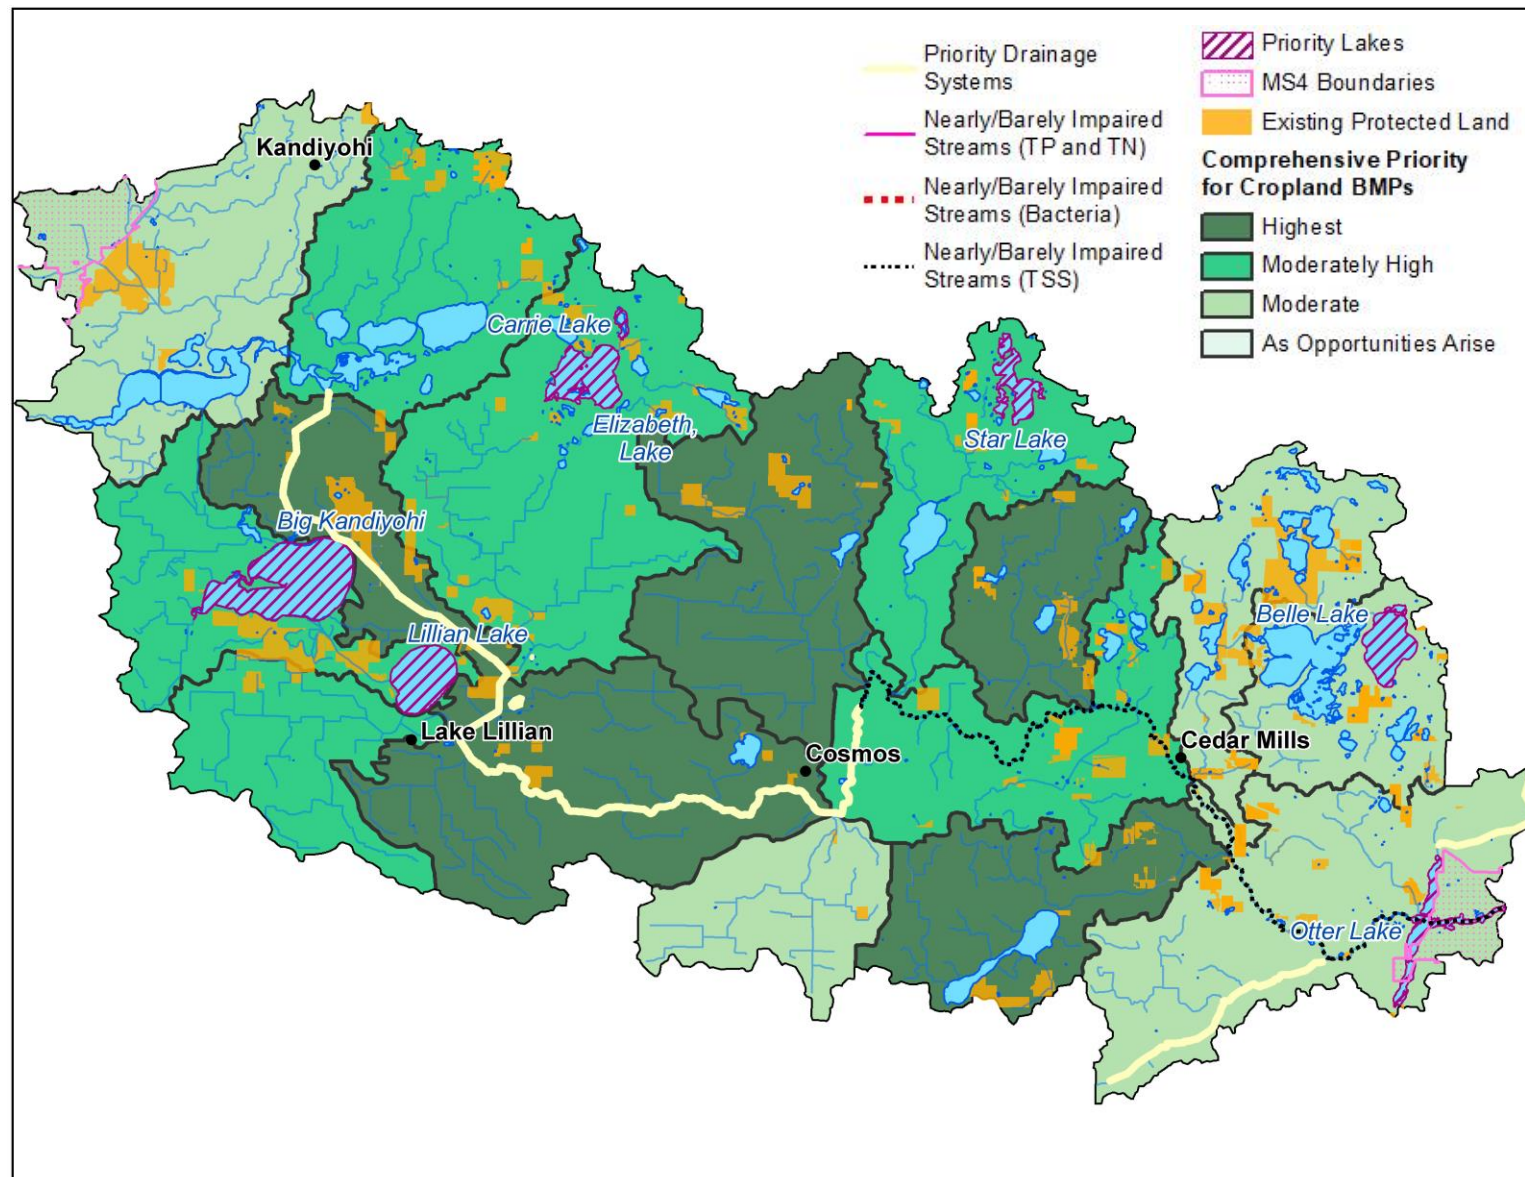 Priority Drainage
Systems
Nearly/Barely Impaired
Streams (TP and TN)
Nearly/Barely Impaired
Streams (Bacteria)
Nearly/Barely Impaired
Streams (TSS)
Priority Lakes
MS4 Boundaries
Existing Protected Land
Comprehensive Priority
for Cropland BMPs
Highest
Moderately High
Moderate
As Opportunities Arise
Kandiyohi
Carrie Lake
Elizabeth,
Lake
Star Lake
Big Kandiyohi
Lillian Lake
Belle Lake
Lake Lillian
Cosmos
Cedar Mills
Otter Lake